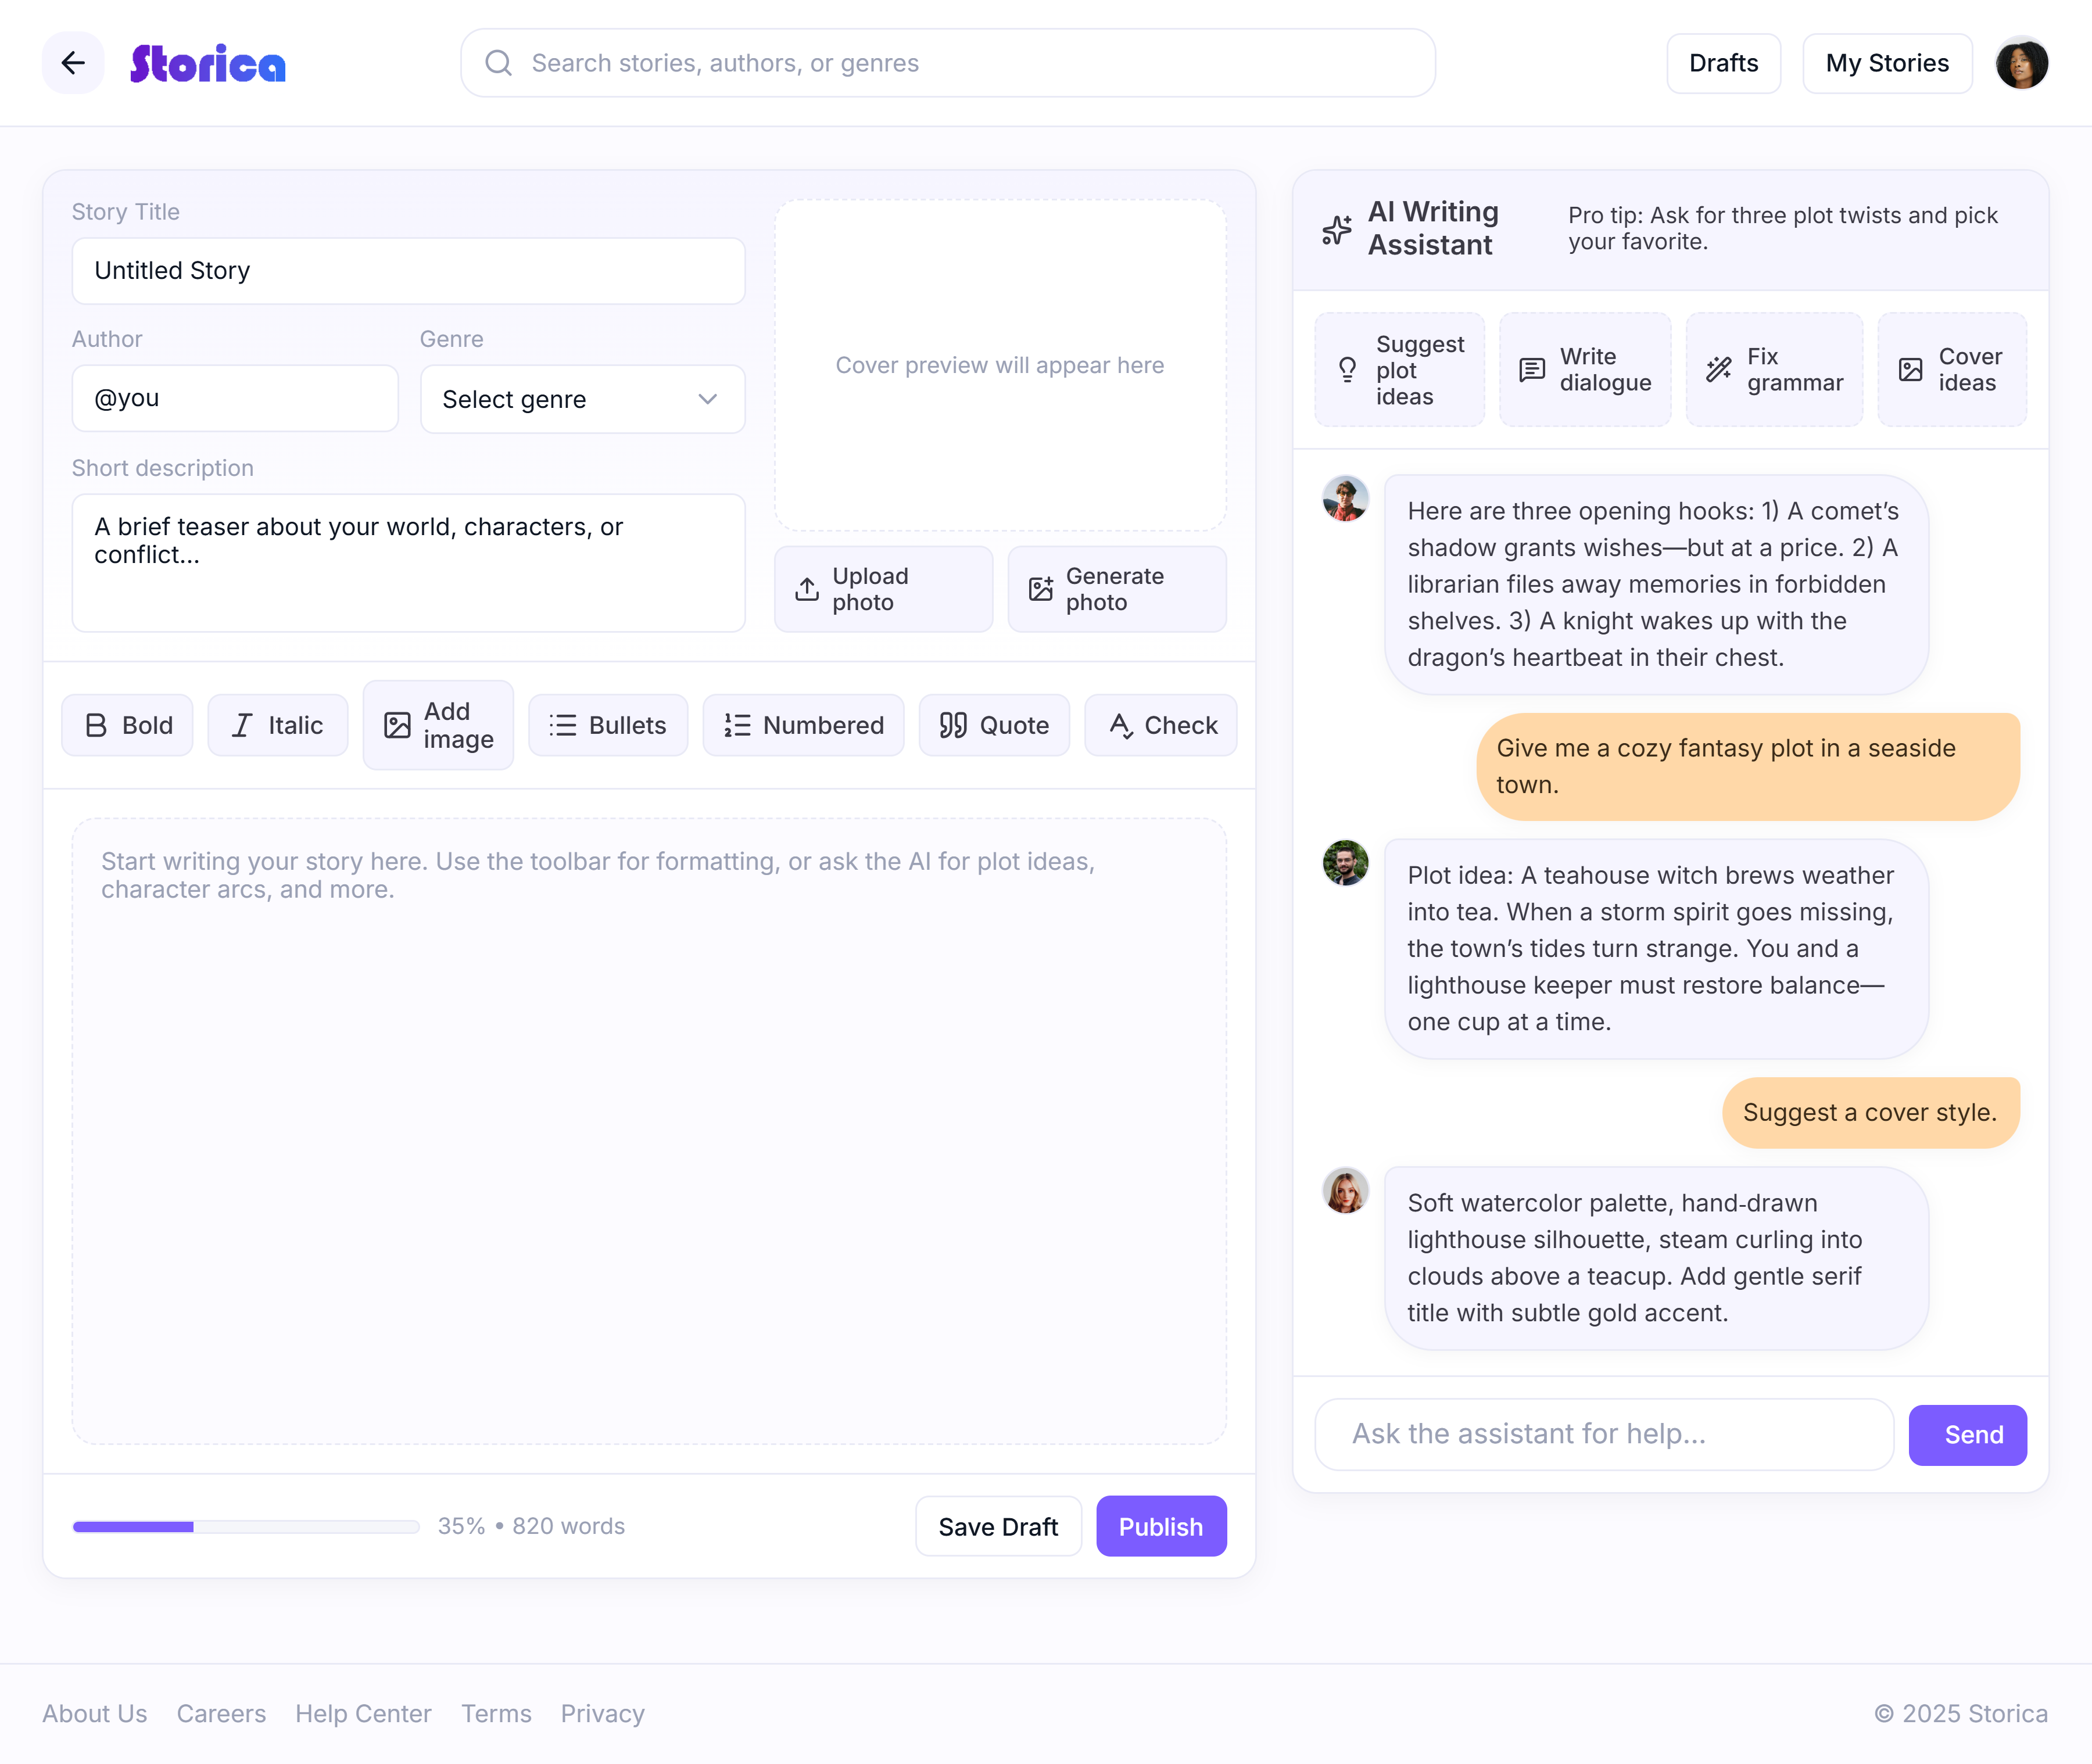 Storica
Search stories, authors, or genres
Drafts
My Stories
Story Title
Untitled Story
Author
Genre
@you
Select genre
Short description
A brief teaser about your world, characters, or
conflict...
Cover preview will appear here
Upload
photo
Generate
photo
Bold
Italic
Add
image
Bullets
Numbered
Quote
Check
Start writing your story here. Use the toolbar for formatting, or ask the AI for plot ideas,
character arcs, and more.
35% • 820 words
Save Draft
Publish
AI Writing
Assistant
Pro tip: Ask for three plot twists and pick
your favorite.
Suggest
plot
ideas
Write
dialogue
Fix
grammar
Cover
ideas
Here are three opening hooks: 1) A comet’s
shadow grants wishes—but at a price. 2) A
librarian files away memories in forbidden
shelves. 3) A knight wakes up with the
dragon’s heartbeat in their chest.
Give me a cozy fantasy plot in a seaside
town.
Plot idea: A teahouse witch brews weather
into tea. When a storm spirit goes missing,
the town’s tides turn strange. You and a
lighthouse keeper must restore balance—
one cup at a time.
Suggest a cover style.
Soft watercolor palette, hand-drawn
lighthouse silhouette, steam curling into
clouds above a teacup. Add gentle serif
title with subtle gold accent.
Ask the assistant for help...
Send
About Us
Careers
Help Center
Terms
Privacy
© 2025 Storica